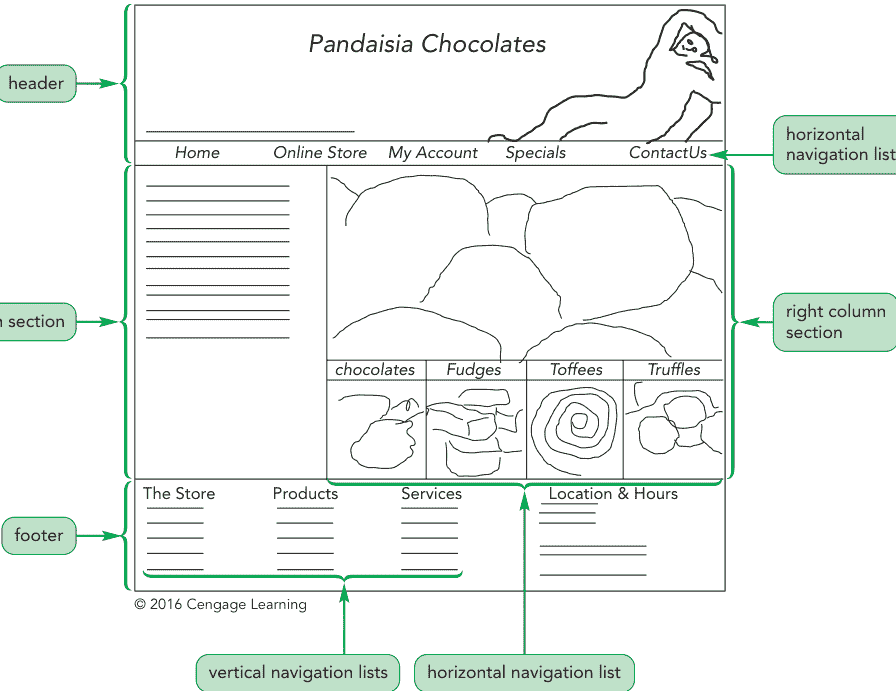 Pandaisia Chocolates
header
Home Online Store My Account Specials ContactUs
horizontal
navigation list
section
right column
section
chocolates Fudges Toffees Truffles
The Store Products Services Location & Hours
footer
© 2016 Cengage Learning
vertical navigation lists
horizontal navigation list